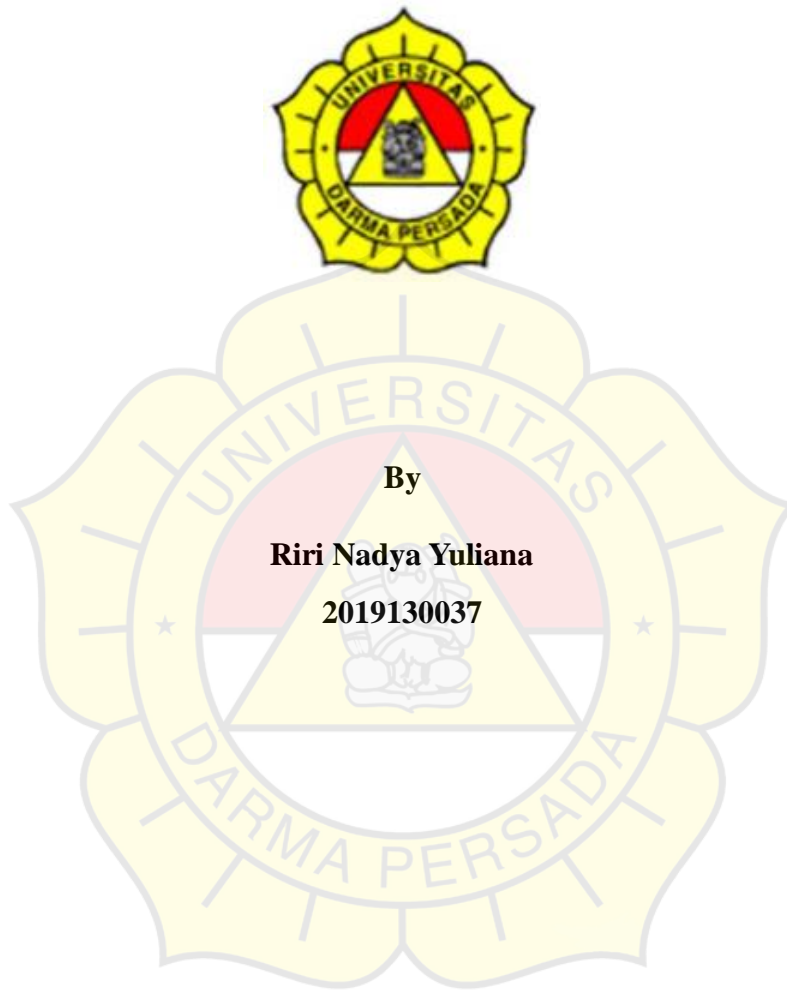 UNIVERSITAS
DARMA PERSADA
UNIVERSITAS
By
Riri Nadya Yuliana
2019130037
DARMA PERSADA